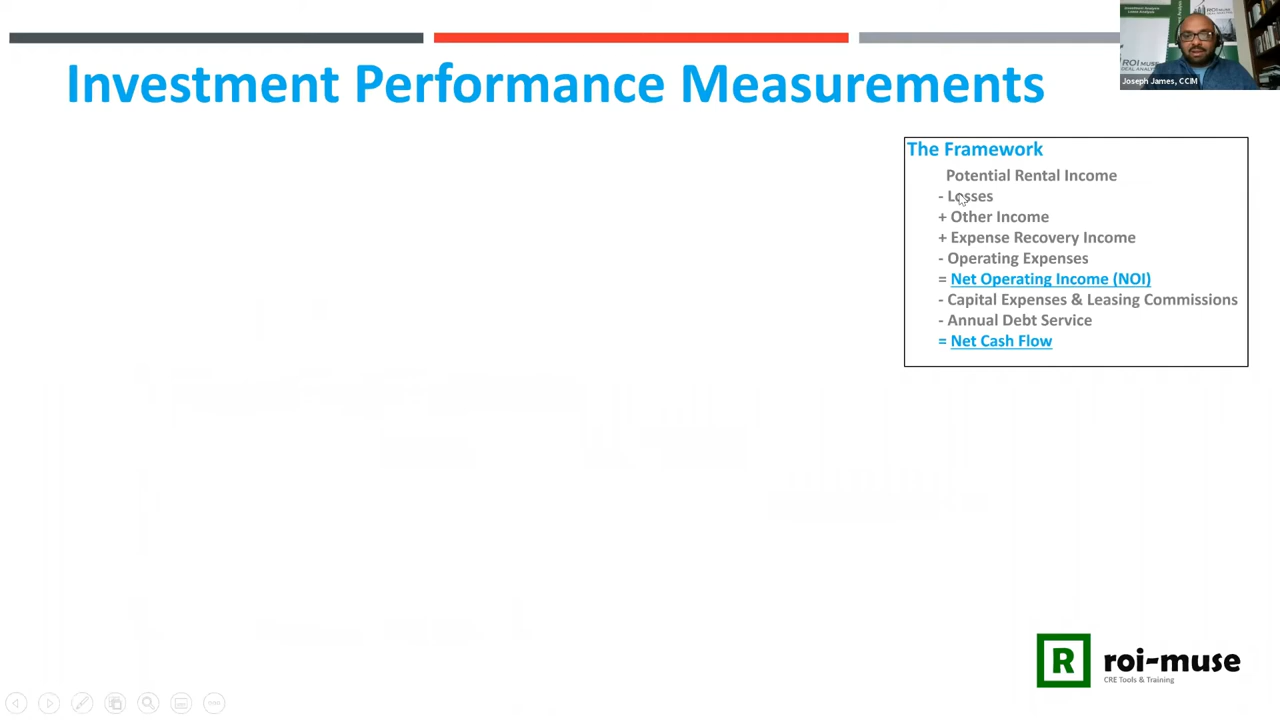 Investment Performance Measurements
Joseph James, CCIM
The Framework
Potential Rental Income
- Losses
+ Other Income
+ Expense Recovery Income
- Operating Expenses
= Net Operating Income (NOI)
- Capital Expenses & Leasing Commissions
- Annual Debt Service
= Net Cash Flow
R
roi-muse
CRE Tools & Training